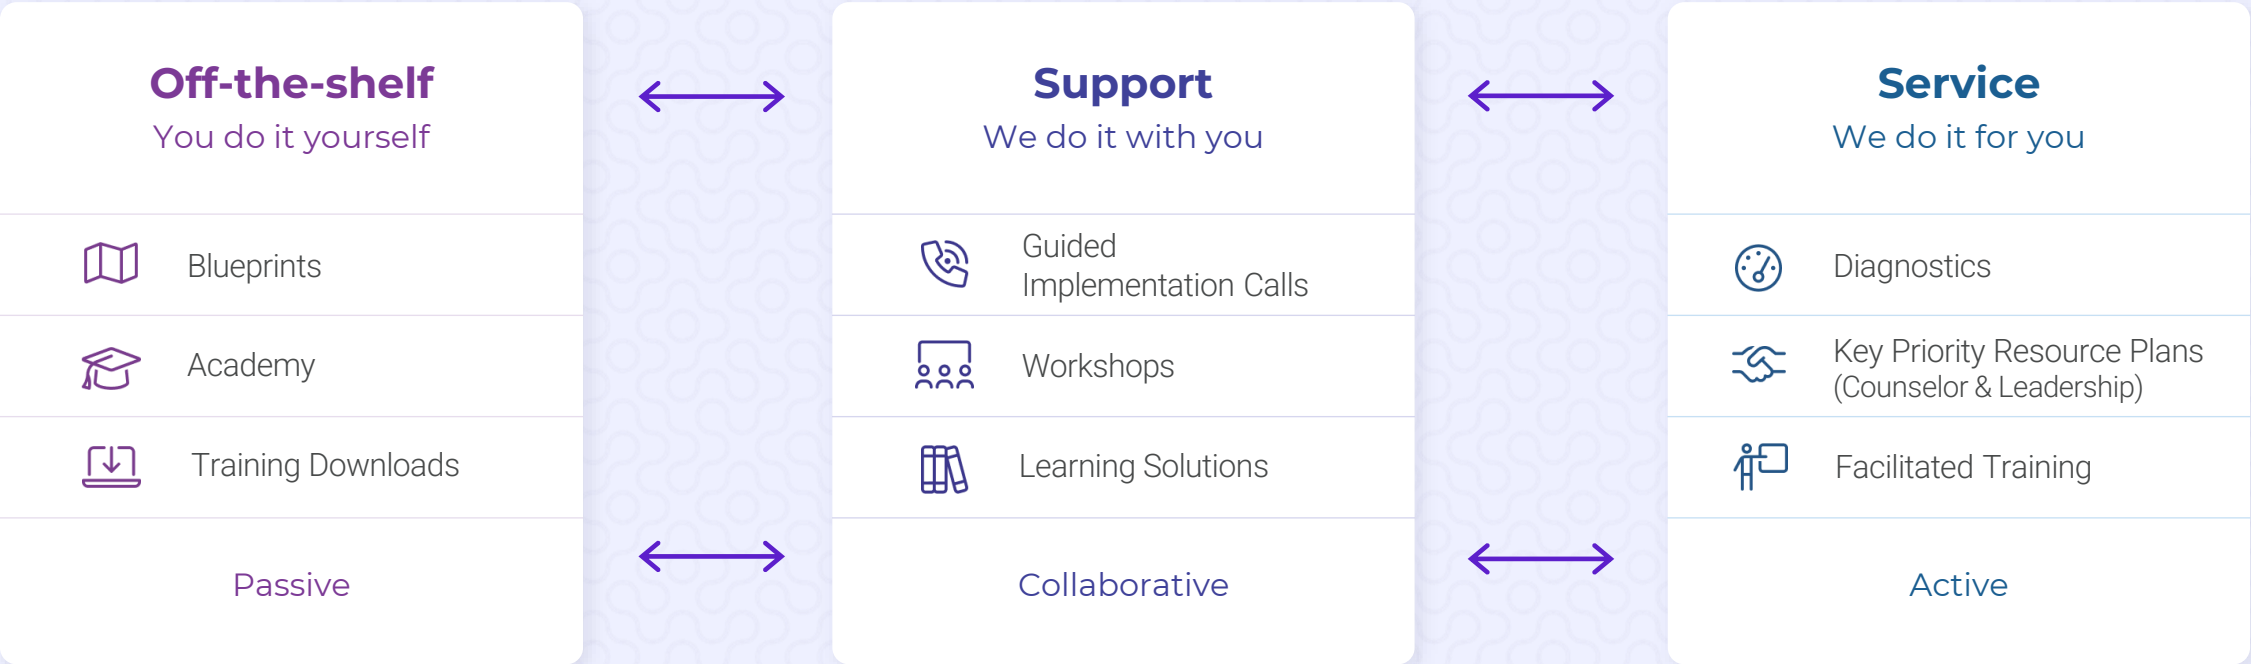 Off-the-shelf
You do it yourself
Blueprints
Academy
Training Downloads
Passive
Support
We do it with you
Guided
Implementation Calls
Workshops
Learning Solutions
Collaborative
Service
We do it for you
Diagnostics
Key Priority Resource Plans
(Counselor & Leadership)
Facilitated Training
Active